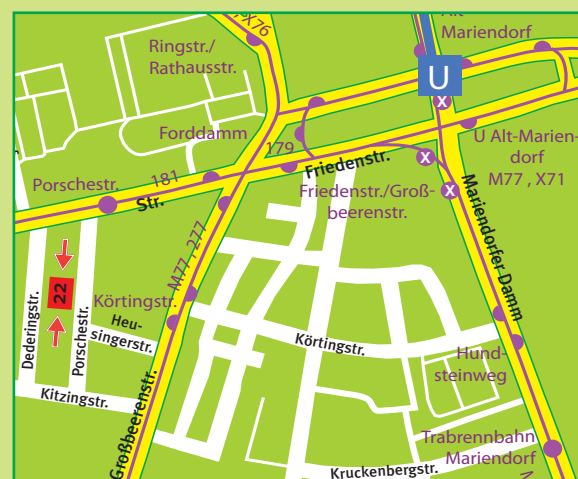 X76
Alt-
Mariendorf
Ringstr./
Rathausstr.
U
X
Forddamm
179
Friedenstr.
U Alt-Marien-
dorf
M77 , X71
X
X
Porschestr.
181
Str.
Friedenstr./Groß-
beerenstr.
Mariendorfer Damm
M77 , 277
22
Dederingstr.
Porschestr.
Körtingstr.
Heu-
singerstr.
Körtingstr.
Hund-
steinweg
Kitzingstr.
Großbeerenstr.
Trabrennbahn
Mariendorf
Kruckenbergstr.